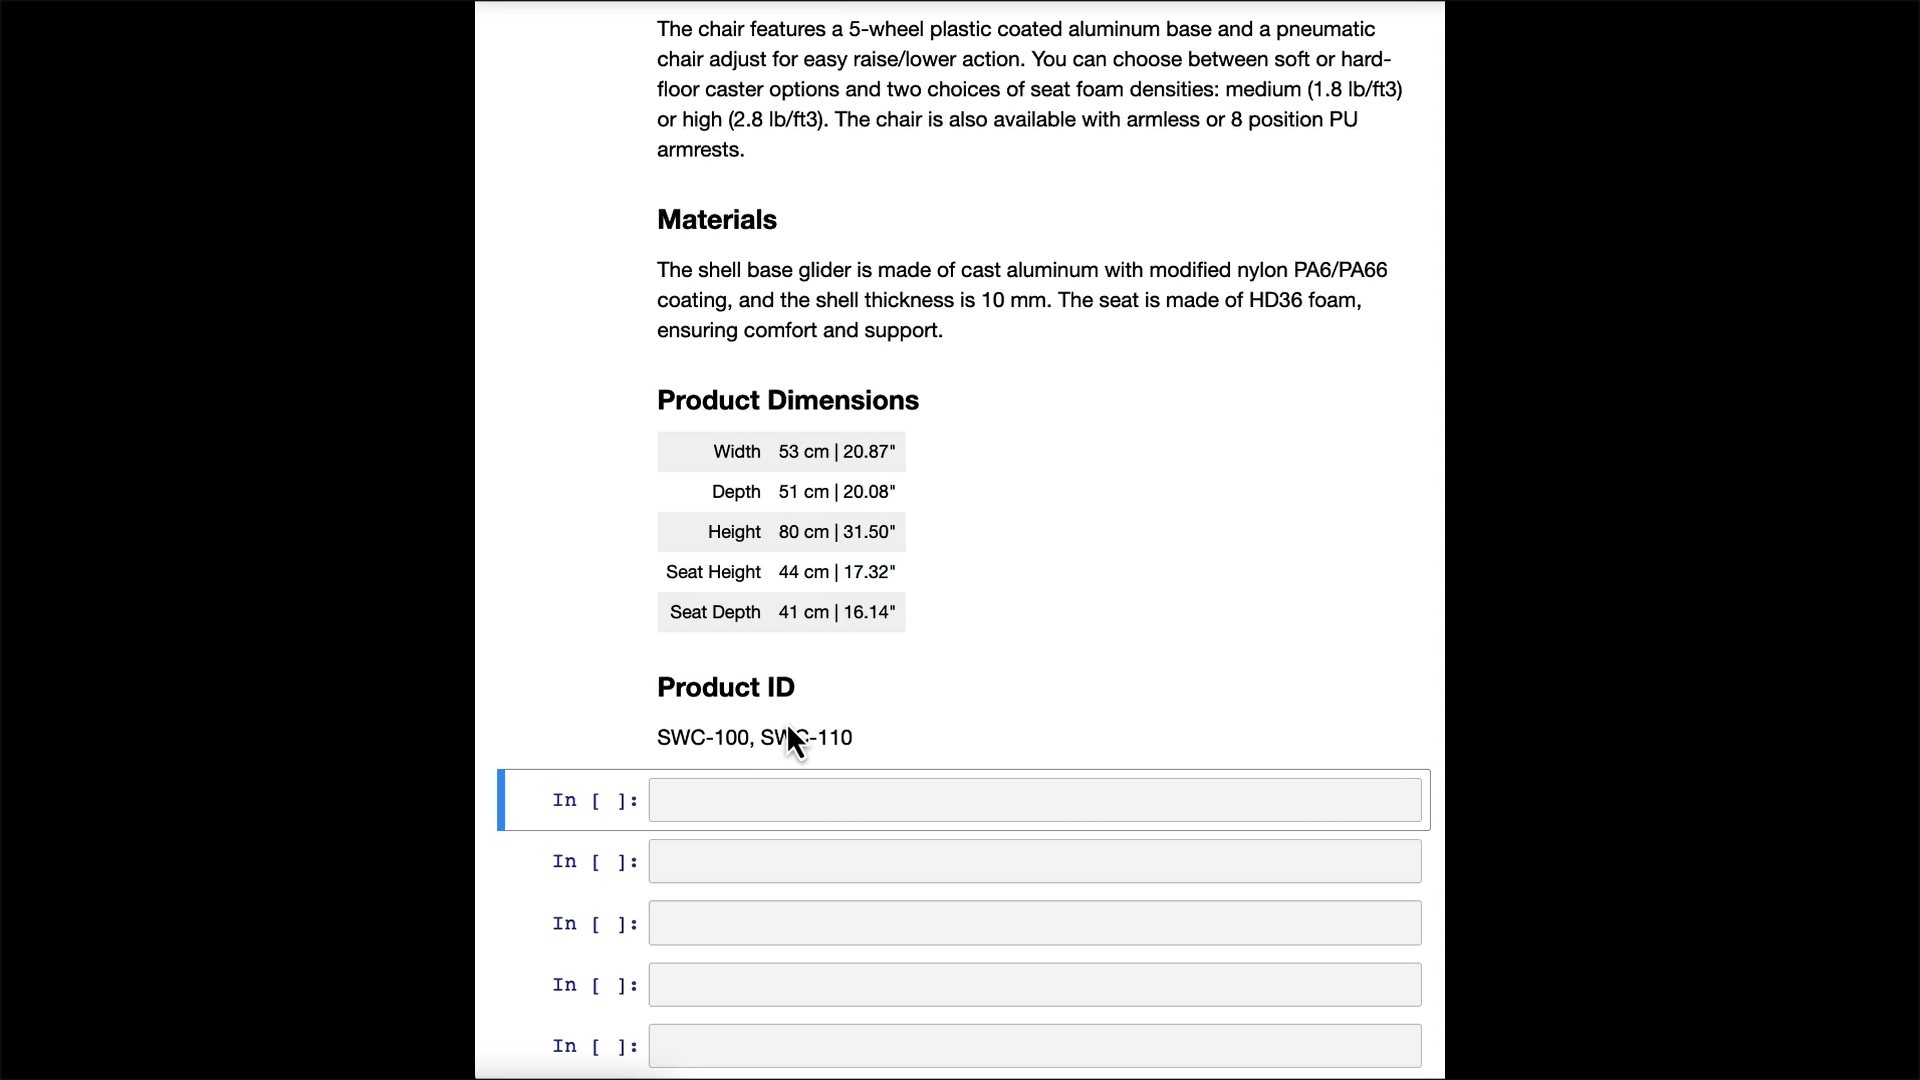 The chair features a 5-wheel plastic coated aluminum base and a pneumatic
chair adjust for easy raise/lower action. You can choose between soft or hard-
floor caster options and two choices of seat foam densities: medium (1.8 lb/ft3)
or high (2.8 lb/ft3). The chair is also available with armless or 8 position PU
armrests.
Materials
The shell base glider is made of cast aluminum with modified nylon PA6/PA66
coating, and the shell thickness is 10 mm. The seat is made of HD36 foam,
ensuring comfort and support.
Product Dimensions
Width 53 cm | 20.87"
Depth 51 cm | 20.08"
Height 80 cm | 31.50"
Seat Height 44 cm | 17.32"
Seat Depth 41 cm | 16.14"
Product ID
SWC-100, SWC-110
In [ ]:
In [ ]:
In [ ]:
In [ ]:
In [ ]: